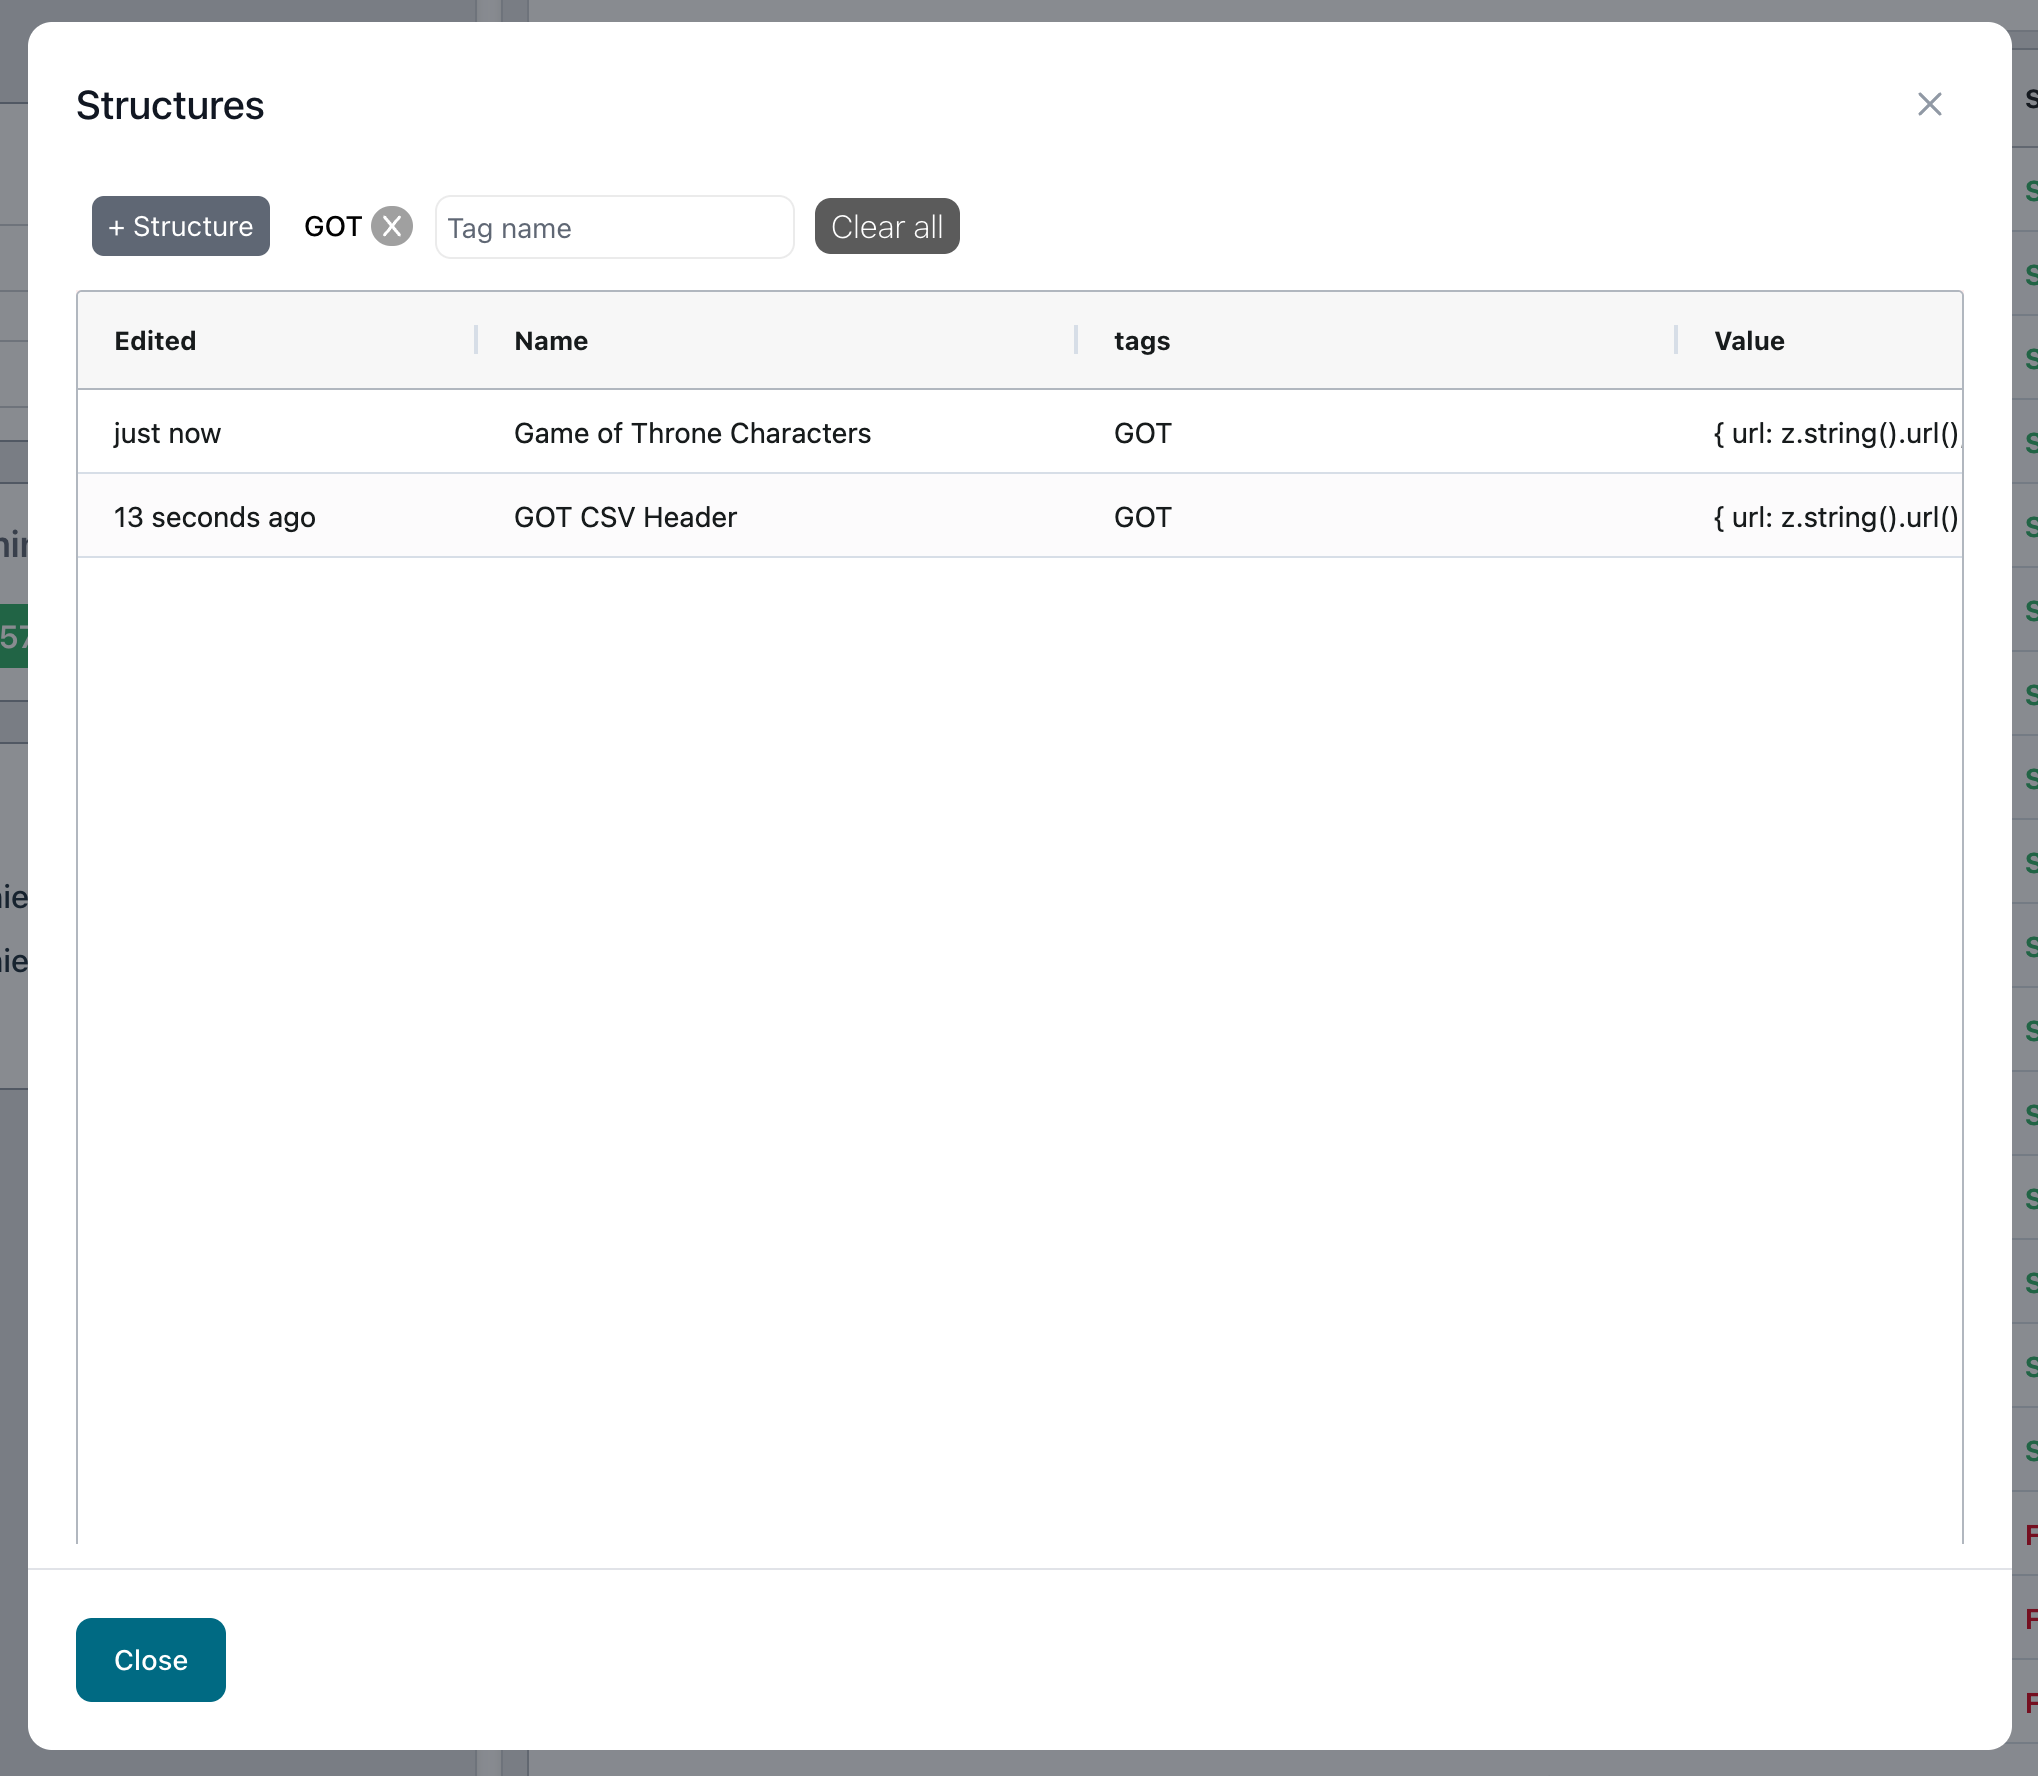 Structures
+ Structure GOT X Tag name Clear all
Edited Name tags Value
just now Game of Throne Characters GOT { url: z.string().url(),
13 seconds ago GOT CSV Header GOT { url: z.string().url()
57
Close